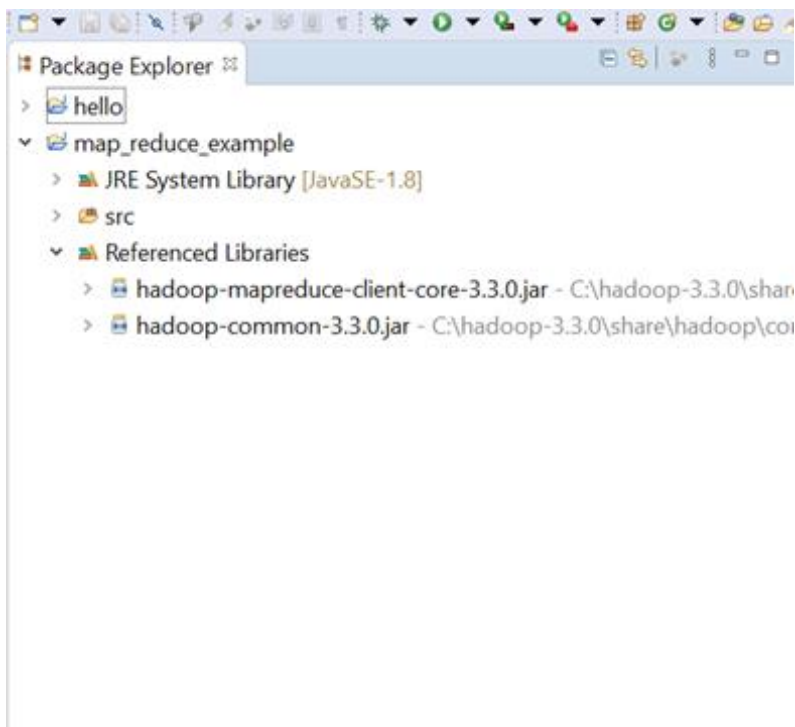 Package Explorer
hello
map_reduce_example
JRE System Library [JavaSE-1.8]
src
Referenced Libraries
hadoop-mapreduce-client-core-3.3.0.jar - C:\hadoop-3.3.0\shar
hadoop-common-3.3.0.jar - C:\hadoop-3.3.0\share\hadoop\co